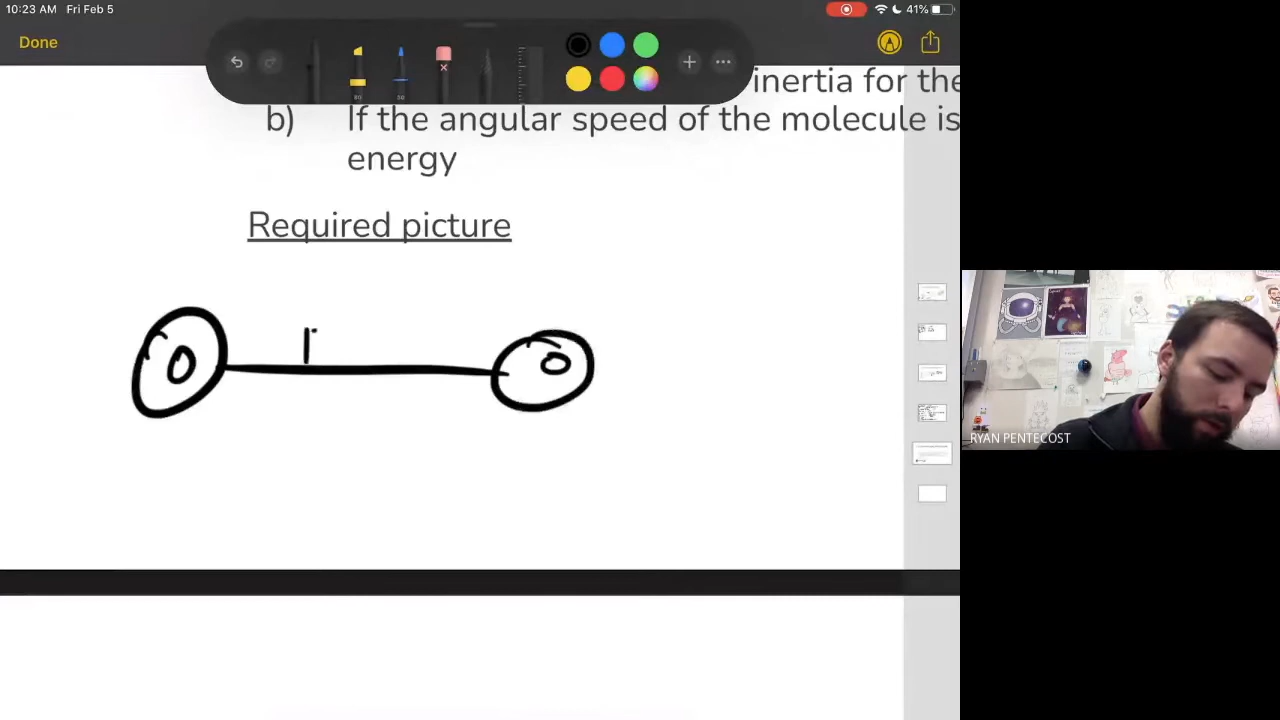 10:23 AM Fri Feb 5
41%
Done
inertia for the
b) If the angular speed of the molecule is
energy
Required picture
O
O
RYAN PENTECOST